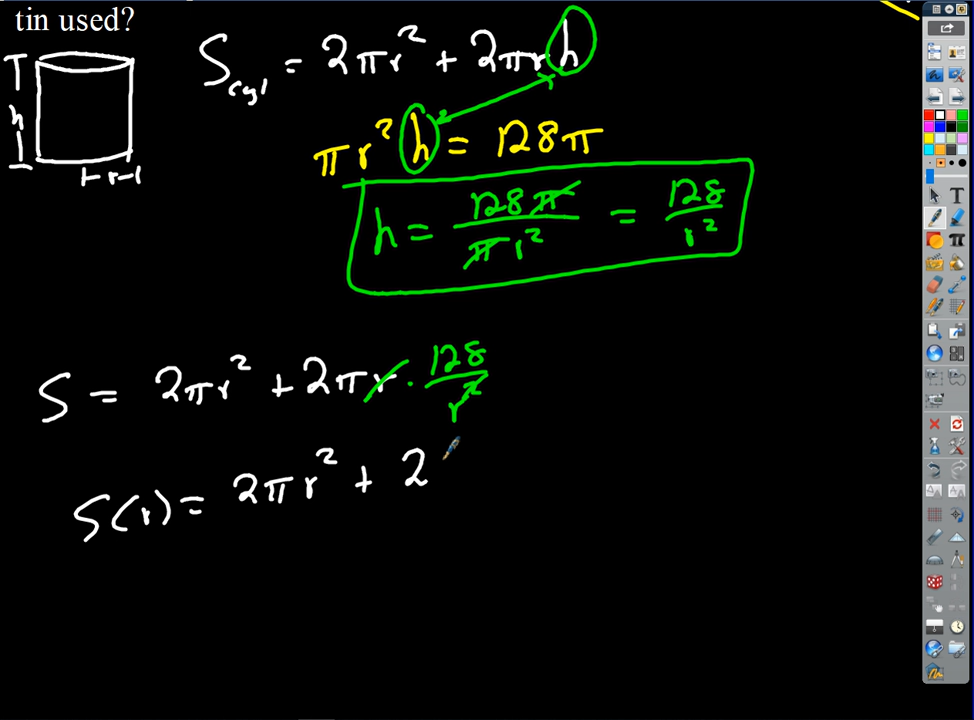 tin used?
S_cyl = 2πr² + 2πrh
πr²h = 128π
h
r
h = 128π/πr² = 128/r²
S = 2πr² + 2πr · 128/r²
S(r) = 2πr² + 2